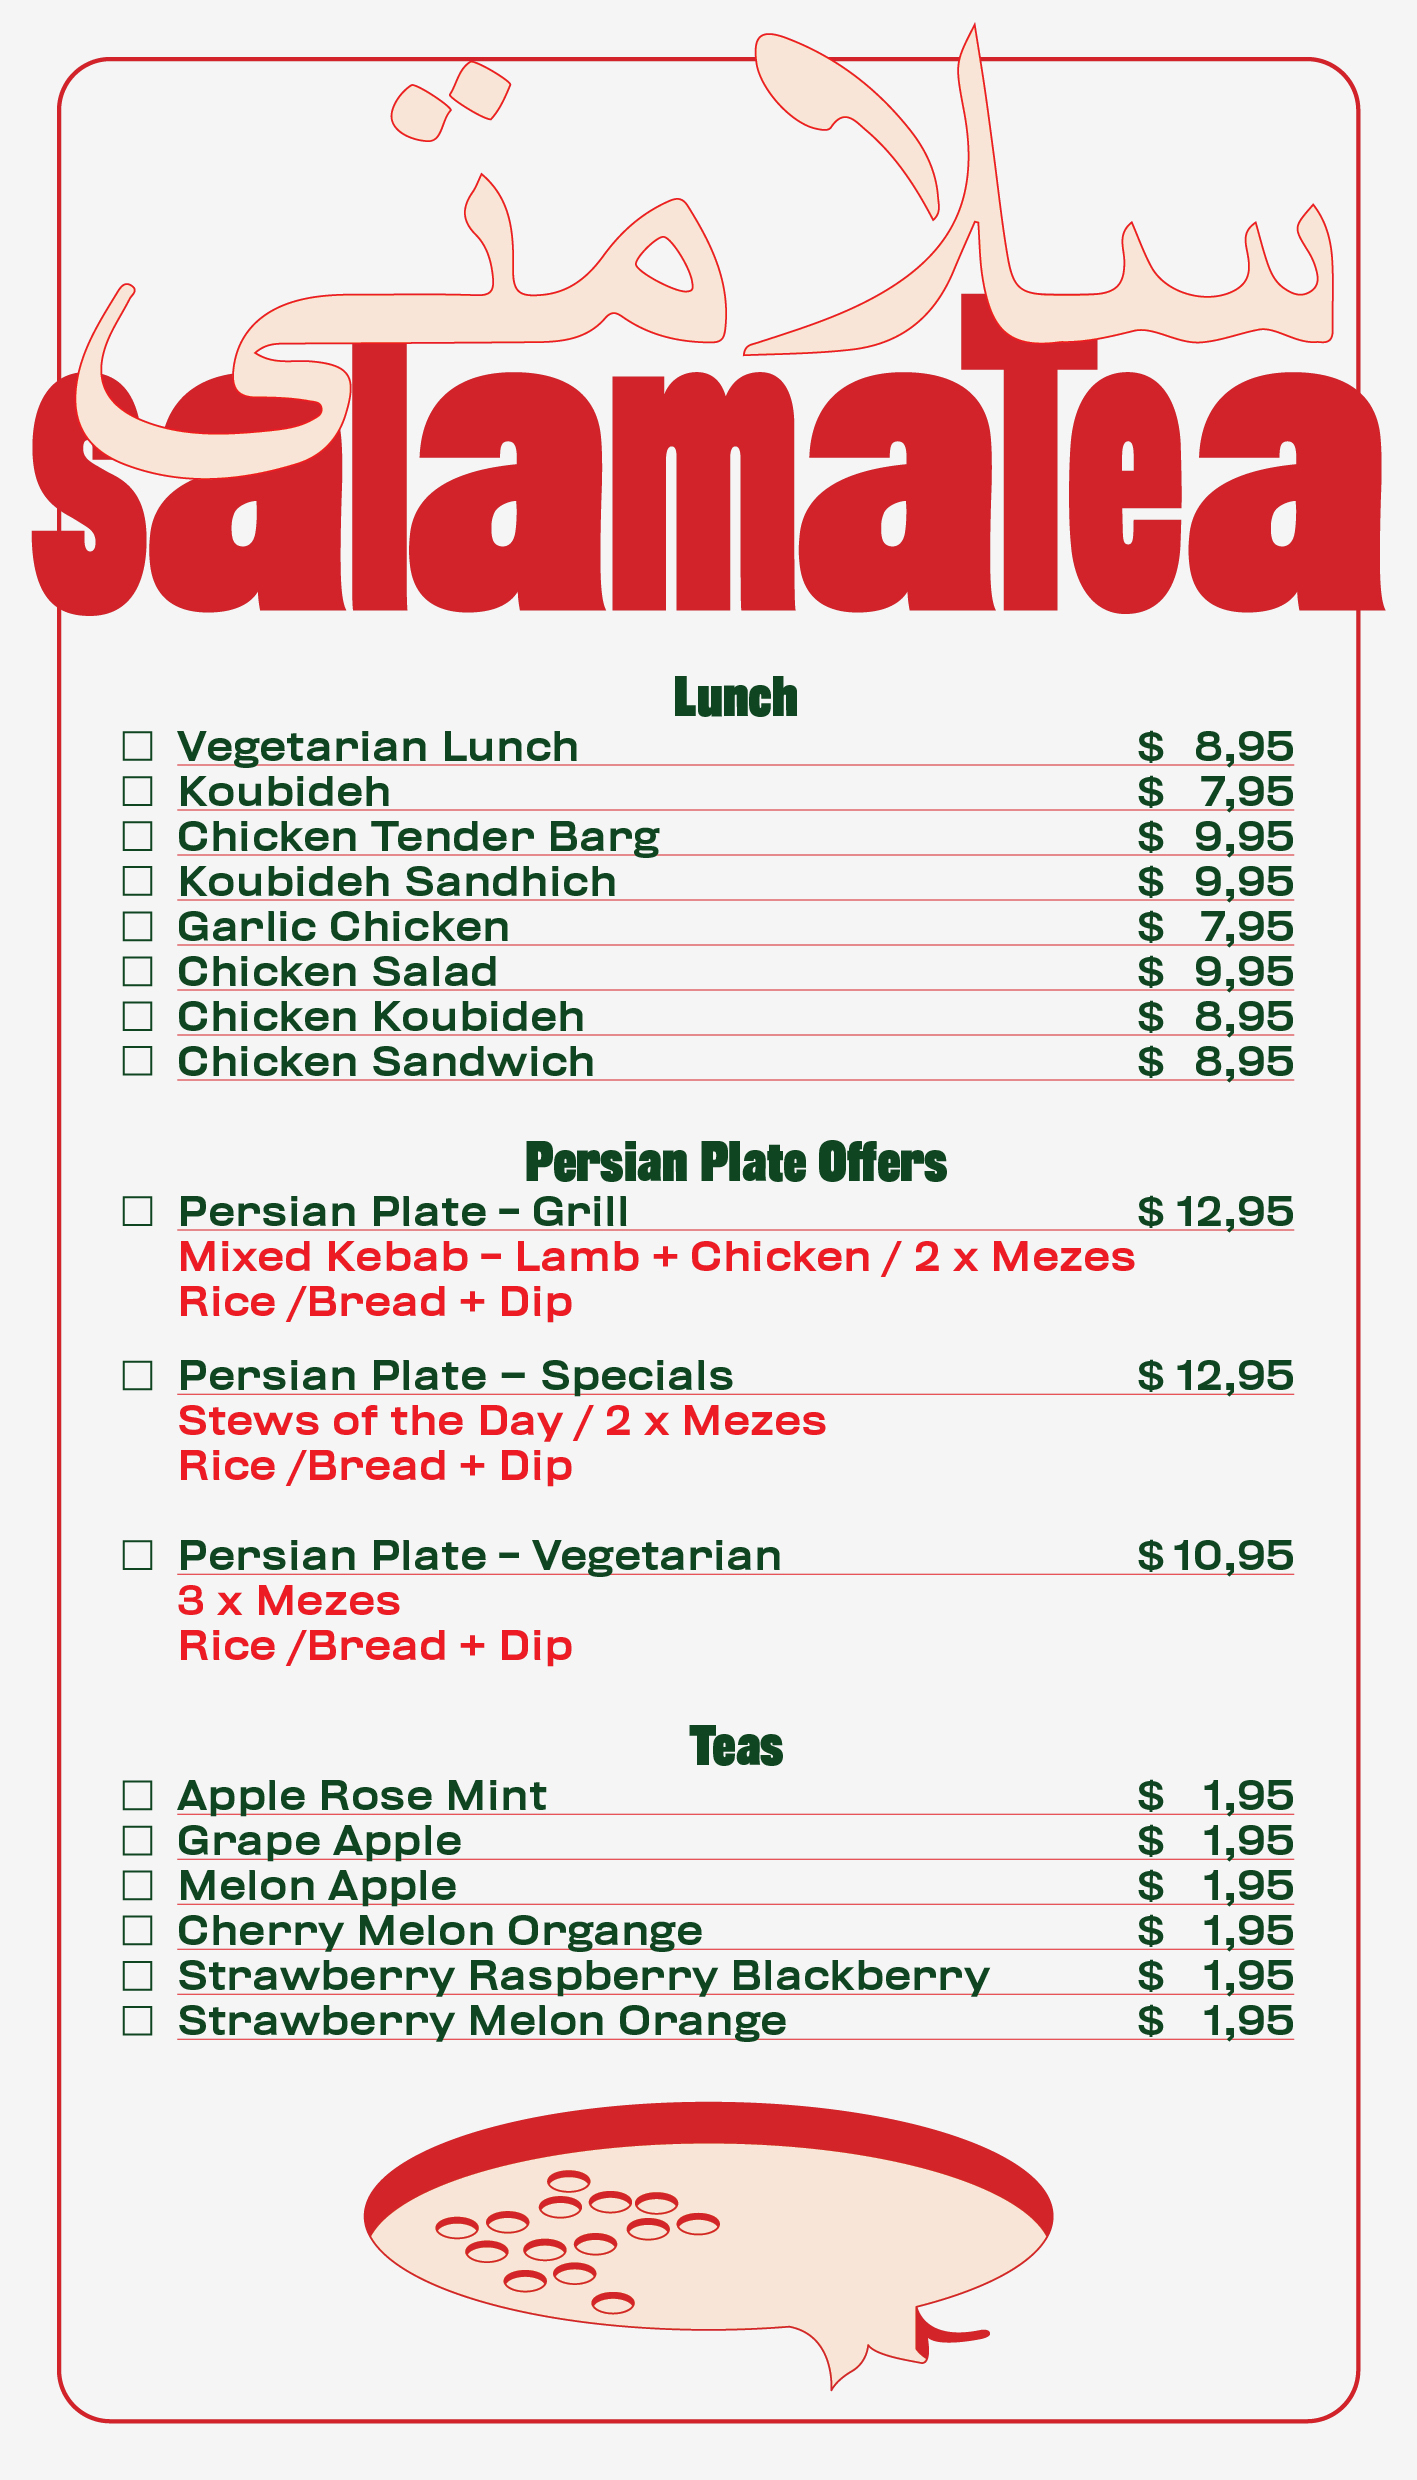 سلامتی
salamaTea
Lunch
Vegetarian Lunch $ 8,95
Koubideh $ 7,95
Chicken Tender Barg $ 9,95
Koubideh Sandhich $ 9,95
Garlic Chicken $ 7,95
Chicken Salad $ 9,95
Chicken Koubideh $ 8,95
Chicken Sandwich $ 8,95
Persian Plate Offers
Persian Plate – Grill $ 12,95
Mixed Kebab – Lamb + Chicken / 2 x Mezes
Rice /Bread + Dip
Persian Plate – Specials $ 12,95
Stews of the Day / 2 x Mezes
Rice /Bread + Dip
Persian Plate – Vegetarian $ 10,95
3 x Mezes
Rice /Bread + Dip
Teas
Apple Rose Mint $ 1,95
Grape Apple $ 1,95
Melon Apple $ 1,95
Cherry Melon Organge $ 1,95
Strawberry Raspberry Blackberry $ 1,95
Strawberry Melon Orange $ 1,95